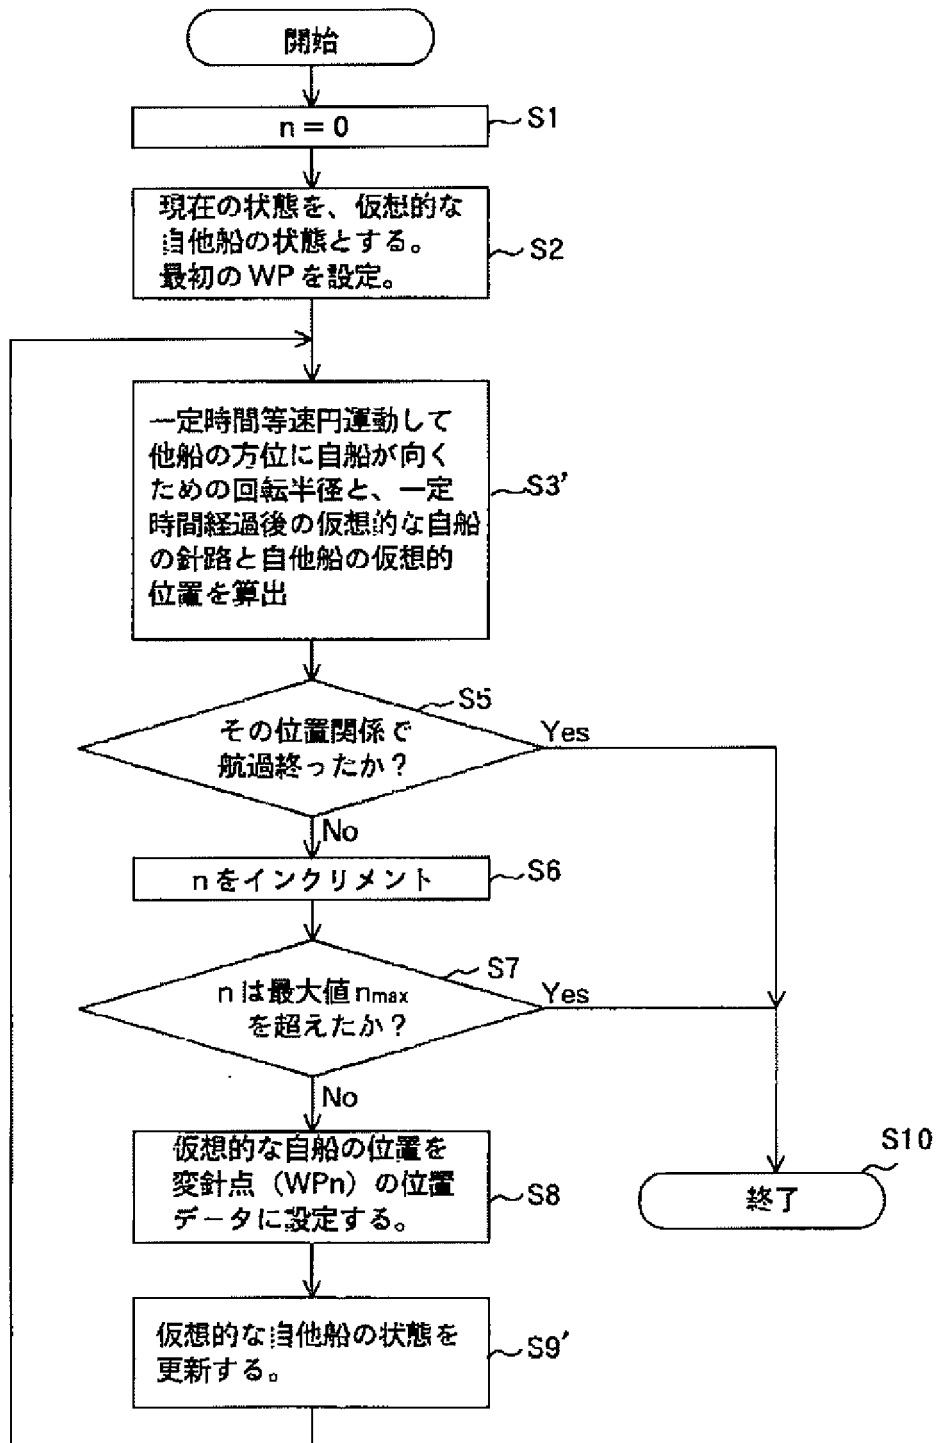 開始
n = 0
S1
現在の状態を、仮想的な
自他船の状態とする。
最初のWPを設定。
S2
一定時間等速円運動して
他船の方位に自船が向く
ための回転半径と、一定
時間経過後の仮想的な自船
の針路と自他船の仮想的
位置を算出
S3'
その位置関係で
航過終ったか？
S5
Yes
No
nをインクリメント
S6
nは最大値nmax
を超えたか？
S7
Yes
No
仮想的な自船の位置を
変針点（WPn）の位置
データに設定する。
S8
終了
S10
仮想的な自他船の状態を
更新する。
S9'